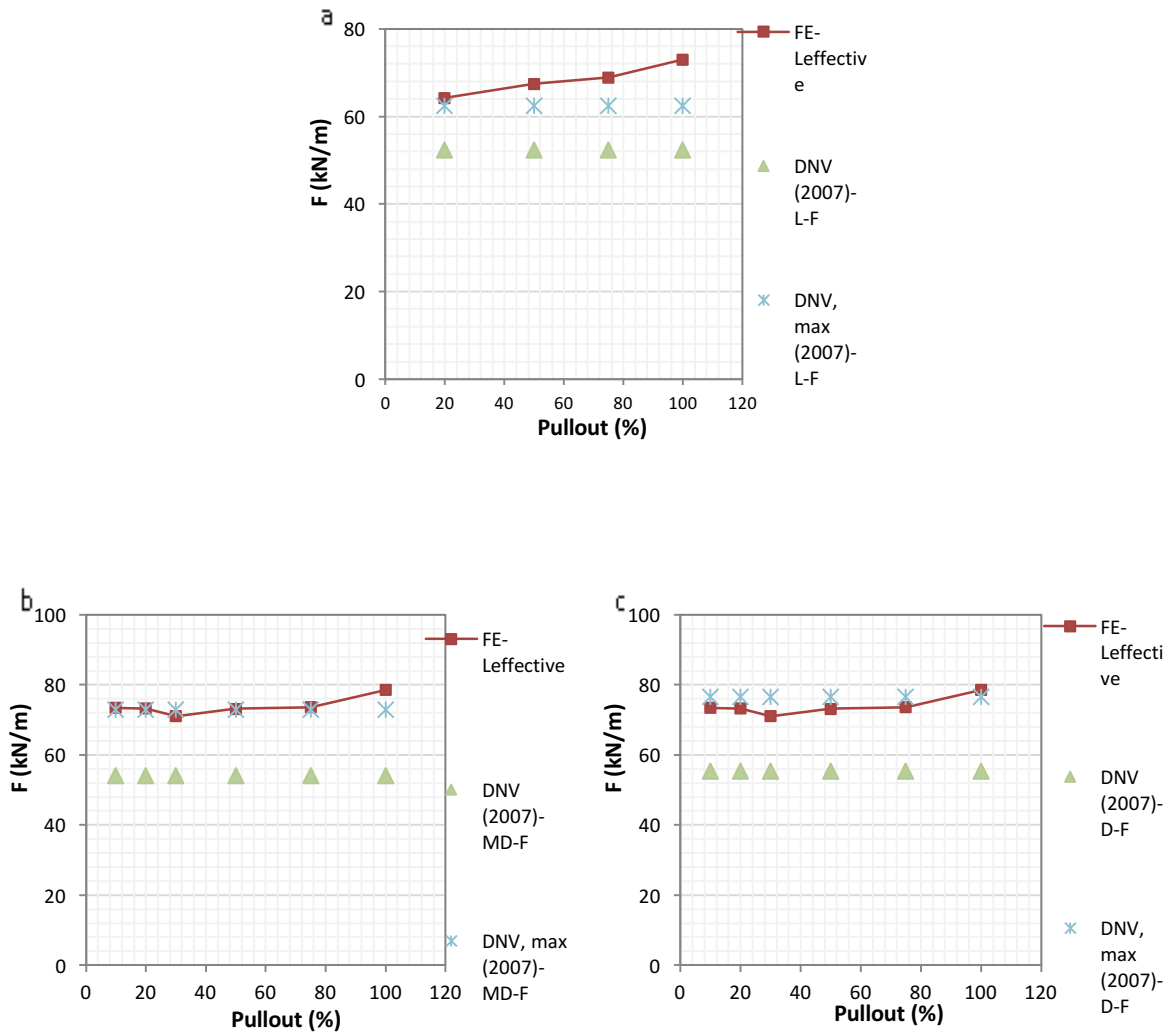 a
80
60
40
20
0
F (kN/m)
0 20 40 60 80 100 120
Pullout (%)
FE-
Leffectiv
e
DNV
(2007)-
L-F
DNV,
max
(2007)-
L-F
b
100
80
60
40
20
0
F (kN/m)
0 20 40 60 80 100 120
Pullout (%)
FE-
Leffective
DNV
(2007)-
MD-F
DNV, max
(2007)-
MD-F
c
100
80
60
40
20
0
F (kN/m)
0 20 40 60 80 100 120
Pullout (%)
FE-
Leffecti
ve
DNV
(2007)-
D-F
DNV,
max
(2007)-
D-F